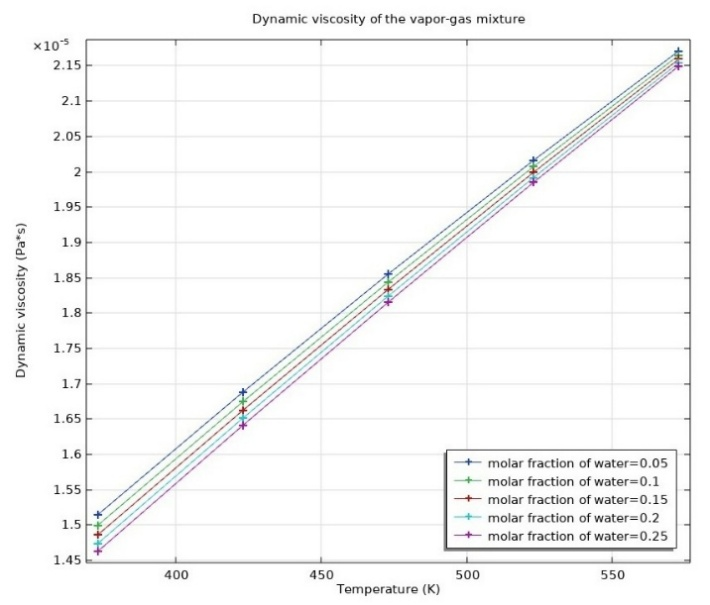 Dynamic viscosity of the vapor-gas mixture
×10⁻⁵
2.15
2.1
2.05
2
1.95
1.9
1.85
1.8
1.75
1.7
1.65
1.6
1.55
1.5
1.45
Dynamic viscosity (Pa*s)
molar fraction of water=0.05
molar fraction of water=0.1
molar fraction of water=0.15
molar fraction of water=0.2
molar fraction of water=0.25
400 450 500 550
Temperature (K)